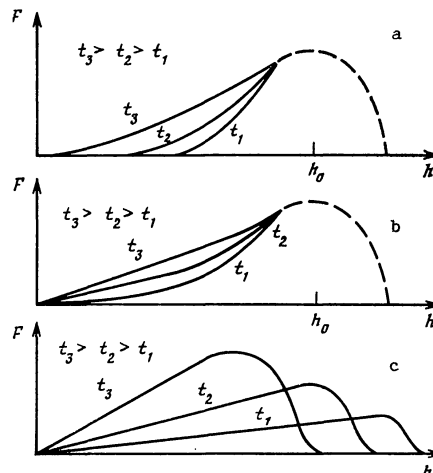 F
a
t₃ > t₂ > t₁
t₃
t₂
t₁
h₀
h
F
b
t₃ > t₂ > t₁
t₃
t₂
t₁
h₀
h
F
c
t₃ > t₂ > t₁
t₃
t₂
t₁
h